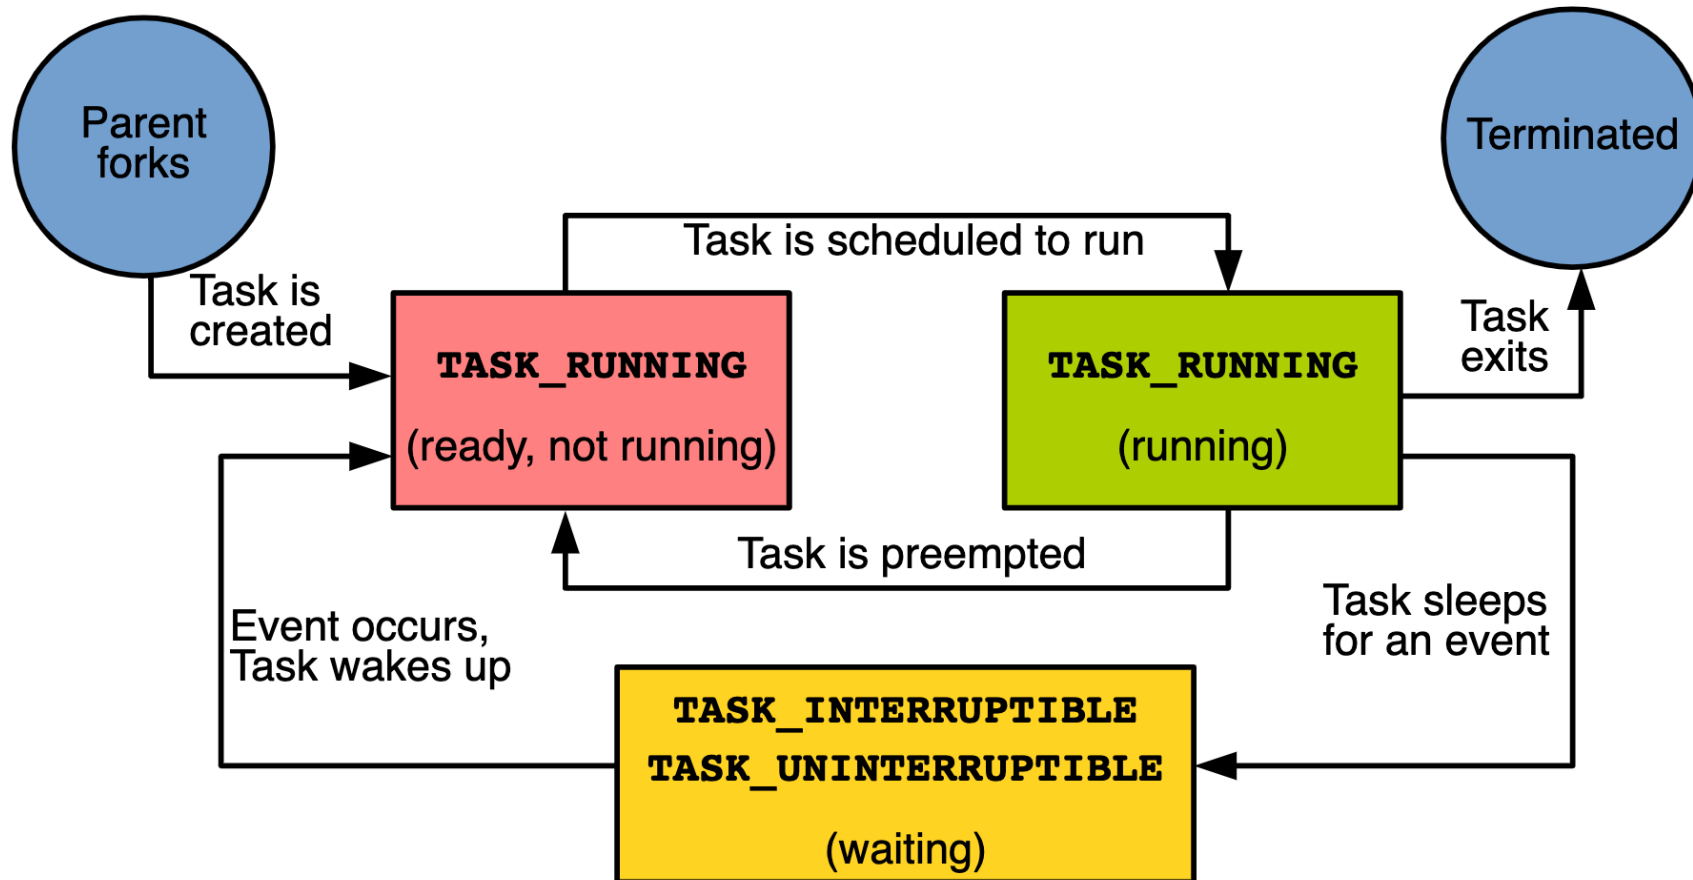 Parent
forks
Terminated
Task is scheduled to run
Task is
created
Task
exits
TASK_RUNNING
(ready, not running)
TASK_RUNNING
(running)
Task is preempted
Event occurs,
Task wakes up
Task sleeps
for an event
TASK_INTERRUPTIBLE
TASK_UNINTERRUPTIBLE
(waiting)